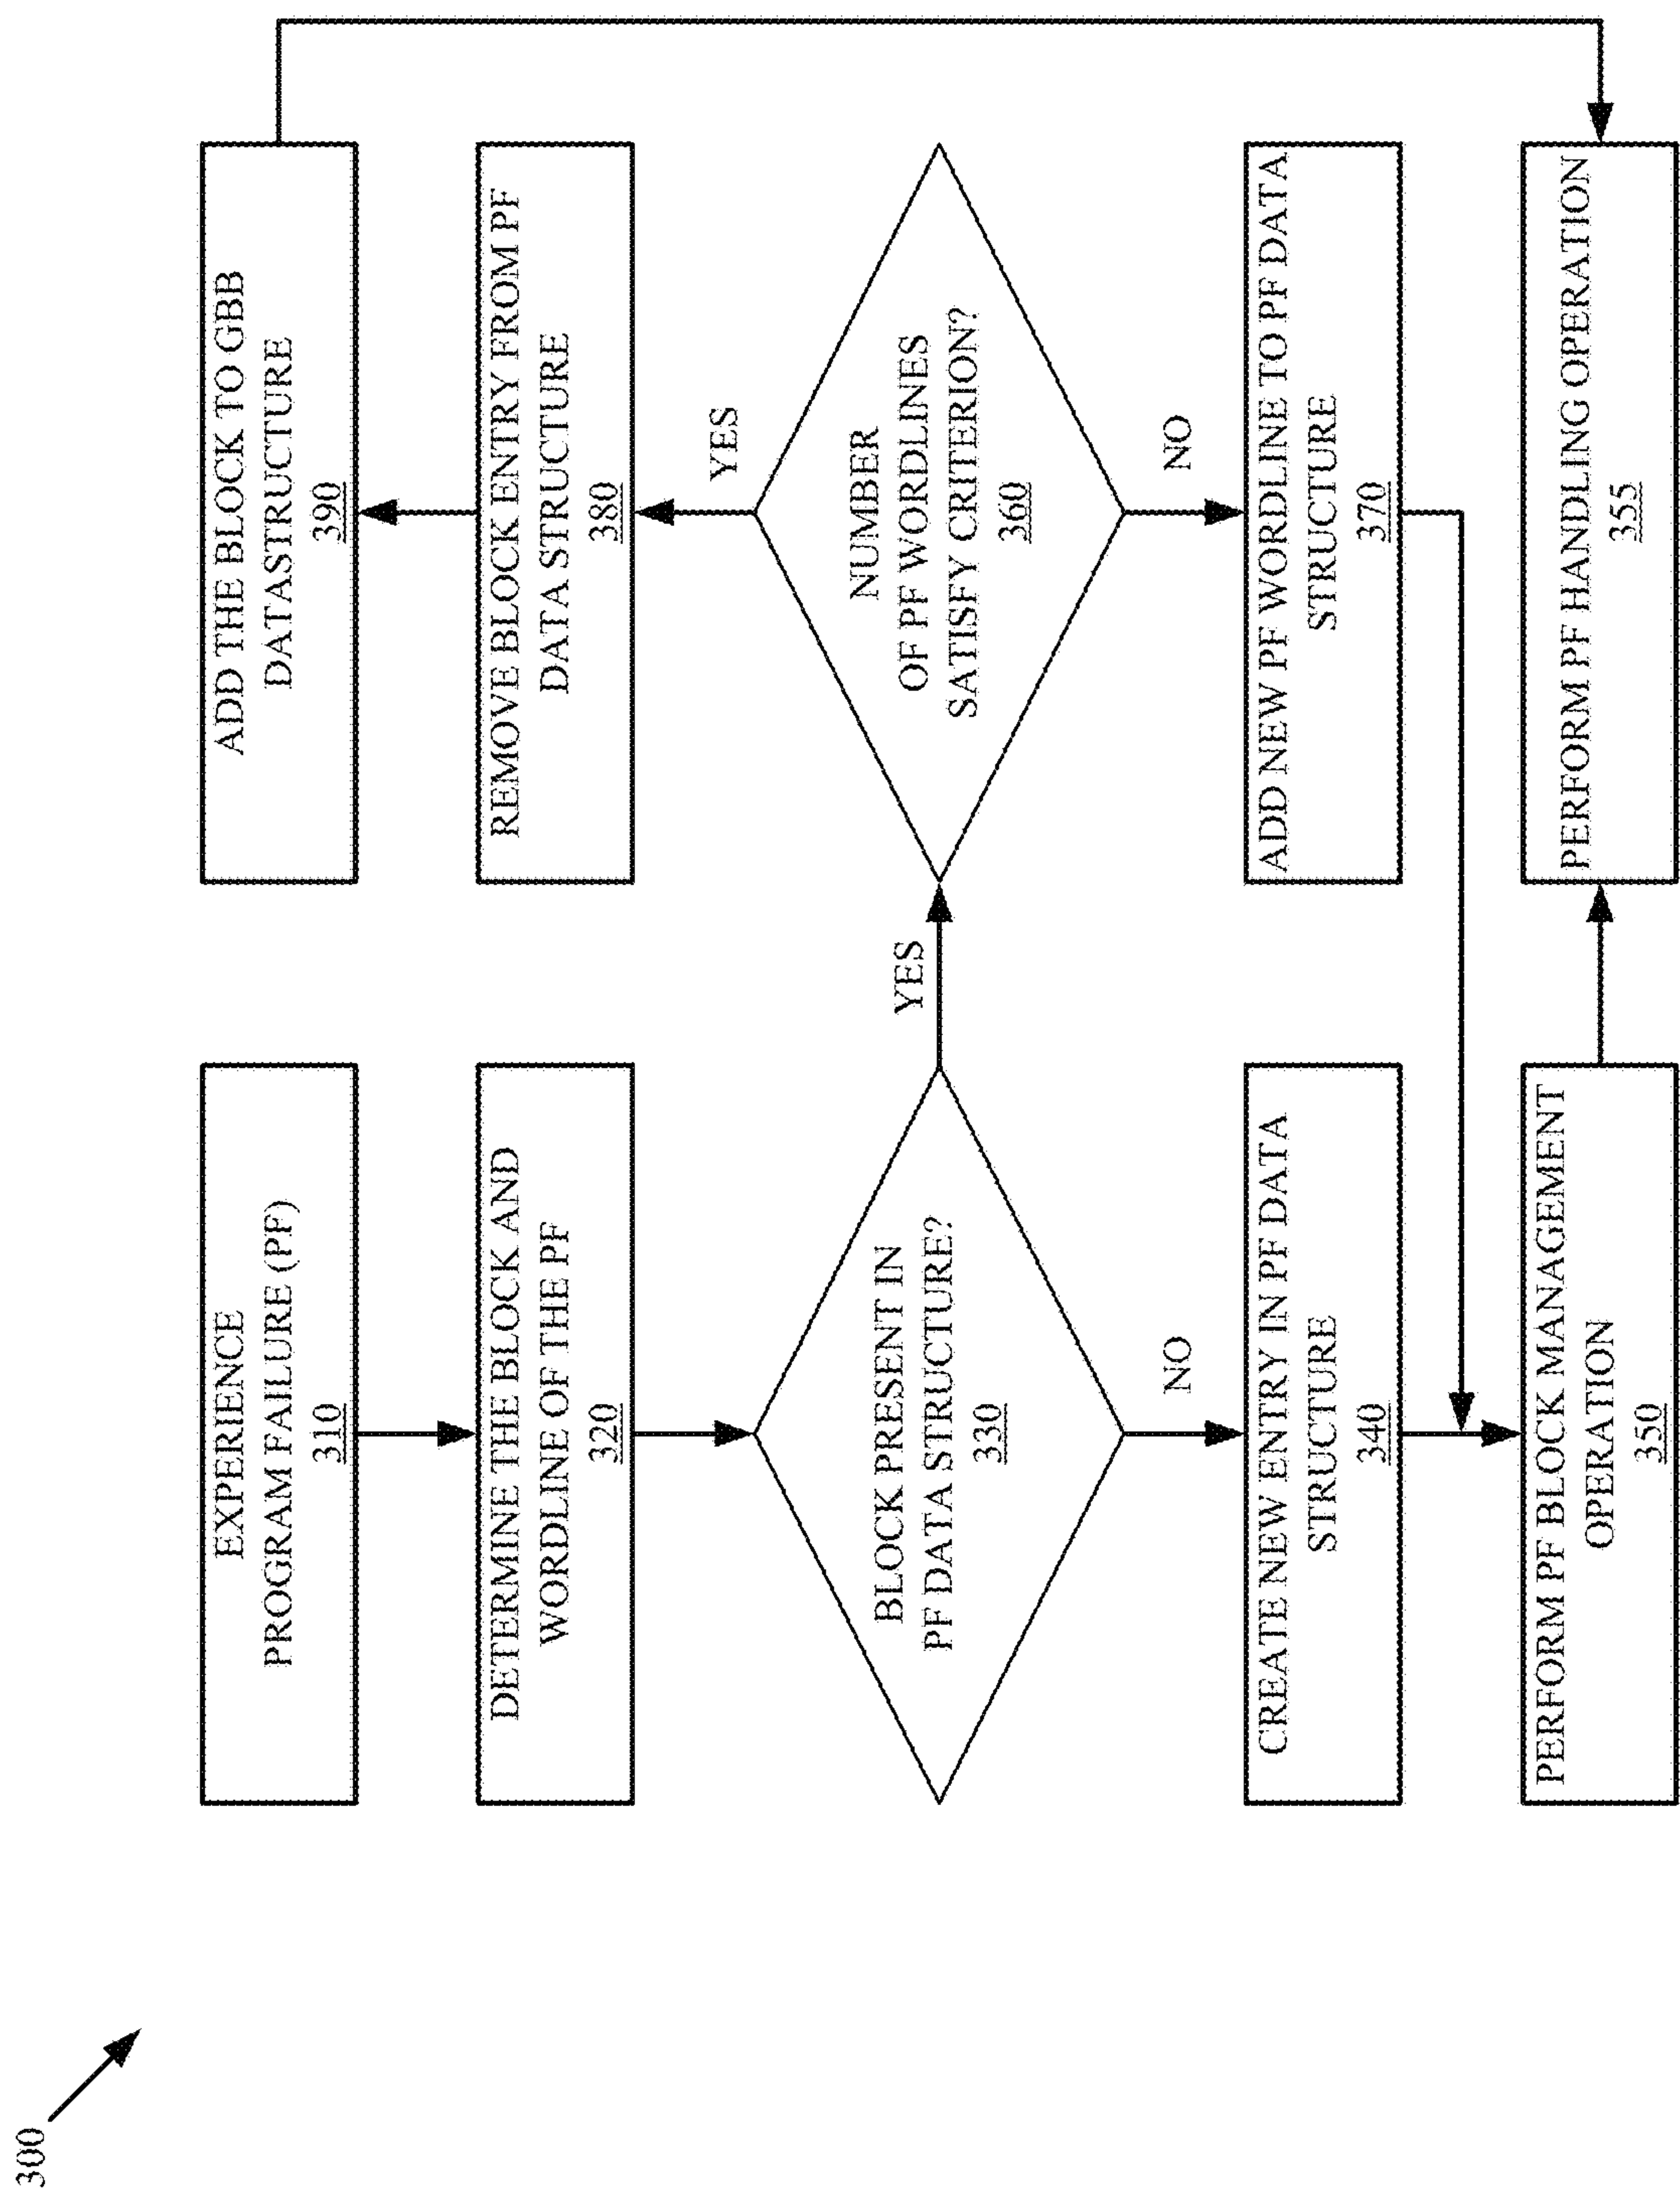 300
EXPERIENCE
PROGRAM FAILURE (PF)
310
DETERMINE THE BLOCK AND
WORDLINE OF THE PF
320
BLOCK PRESENT IN
PF DATA STRUCTURE?
330
YES
NO
CREATE NEW ENTRY IN PF DATA
STRUCTURE
340
PERFORM PF BLOCK MANAGEMENT
OPERATION
350
ADD THE BLOCK TO GBB
DATASTRUCTURE
390
REMOVE BLOCK ENTRY FROM PF
DATA STRUCTURE
380
YES
NUMBER
OF PF WORDLINES
SATISFY CRITERION?
360
NO
ADD NEW PF WORDLINE TO PF DATA
STRUCTURE
370
PERFORM PF HANDLING OPERATION
355